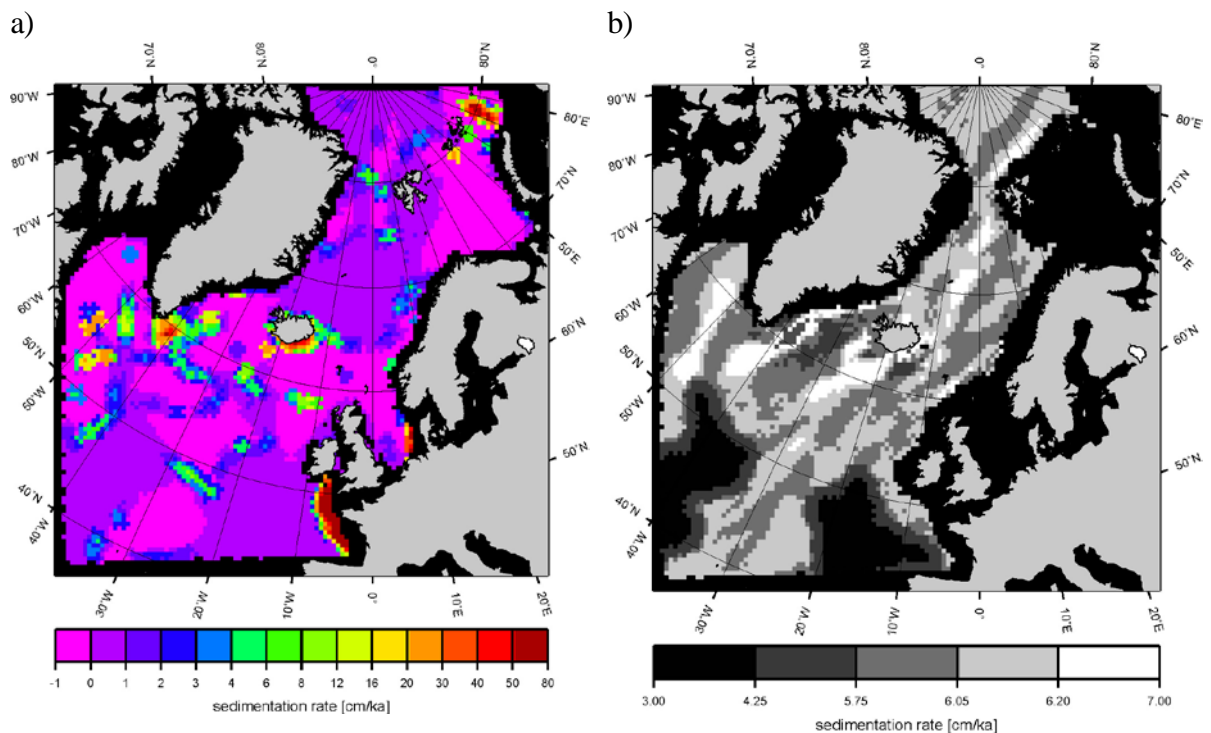 a)
70°N
80°N
0°
80°N
90°W
80°W
70°W
60°W
50°N
50°W
40°N
40°W
80°E
70°N
50°E
60°N
50°N
30°W 20°W 10°W 0° 10°E 20°E
-1 0 1 2 3 4 6 8 12 16 20 30 40 50 80
sedimentation rate [cm/ka]
b)
70°N
80°N
0°
80°N
90°W
80°W
70°W
60°W
50°N
50°W
40°N
40°W
80°E
70°N
50°E
60°N
50°N
30°W 20°W 10°W 0° 10°E 20°E
3.00 4.25 5.75 6.05 6.20 7.00
sedimentation rate [cm/ka]